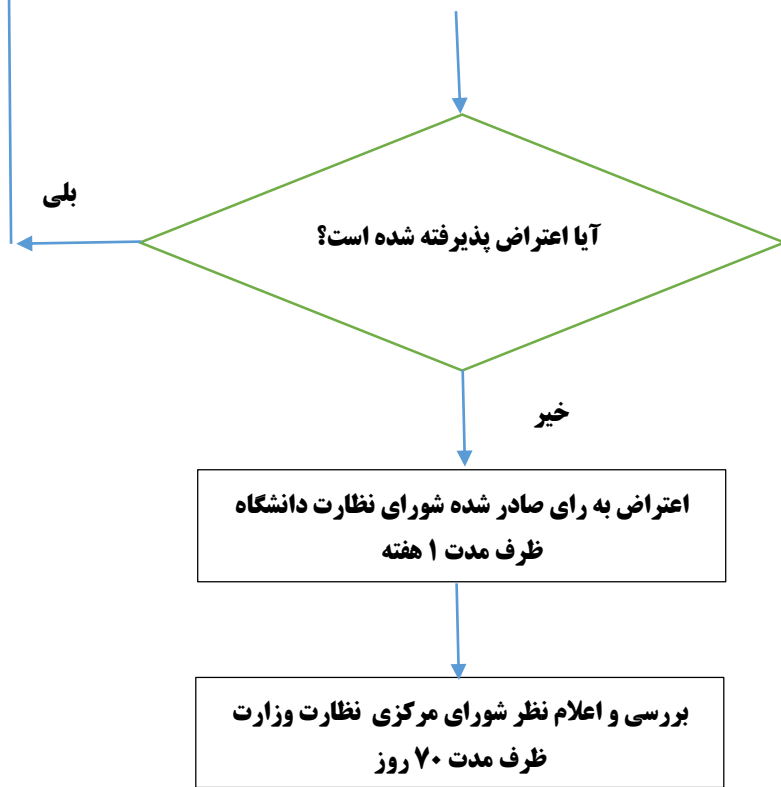 بلی
آیا اعتراض پذیرفته شده است؟
خیر
اعتراض به رای صادر شده شورای نظارت دانشگاه
ظرف مدت ۱ هفته
بررسی و اعلام نظر شورای مرکزی نظارت وزارت
ظرف مدت ۷۰ روز